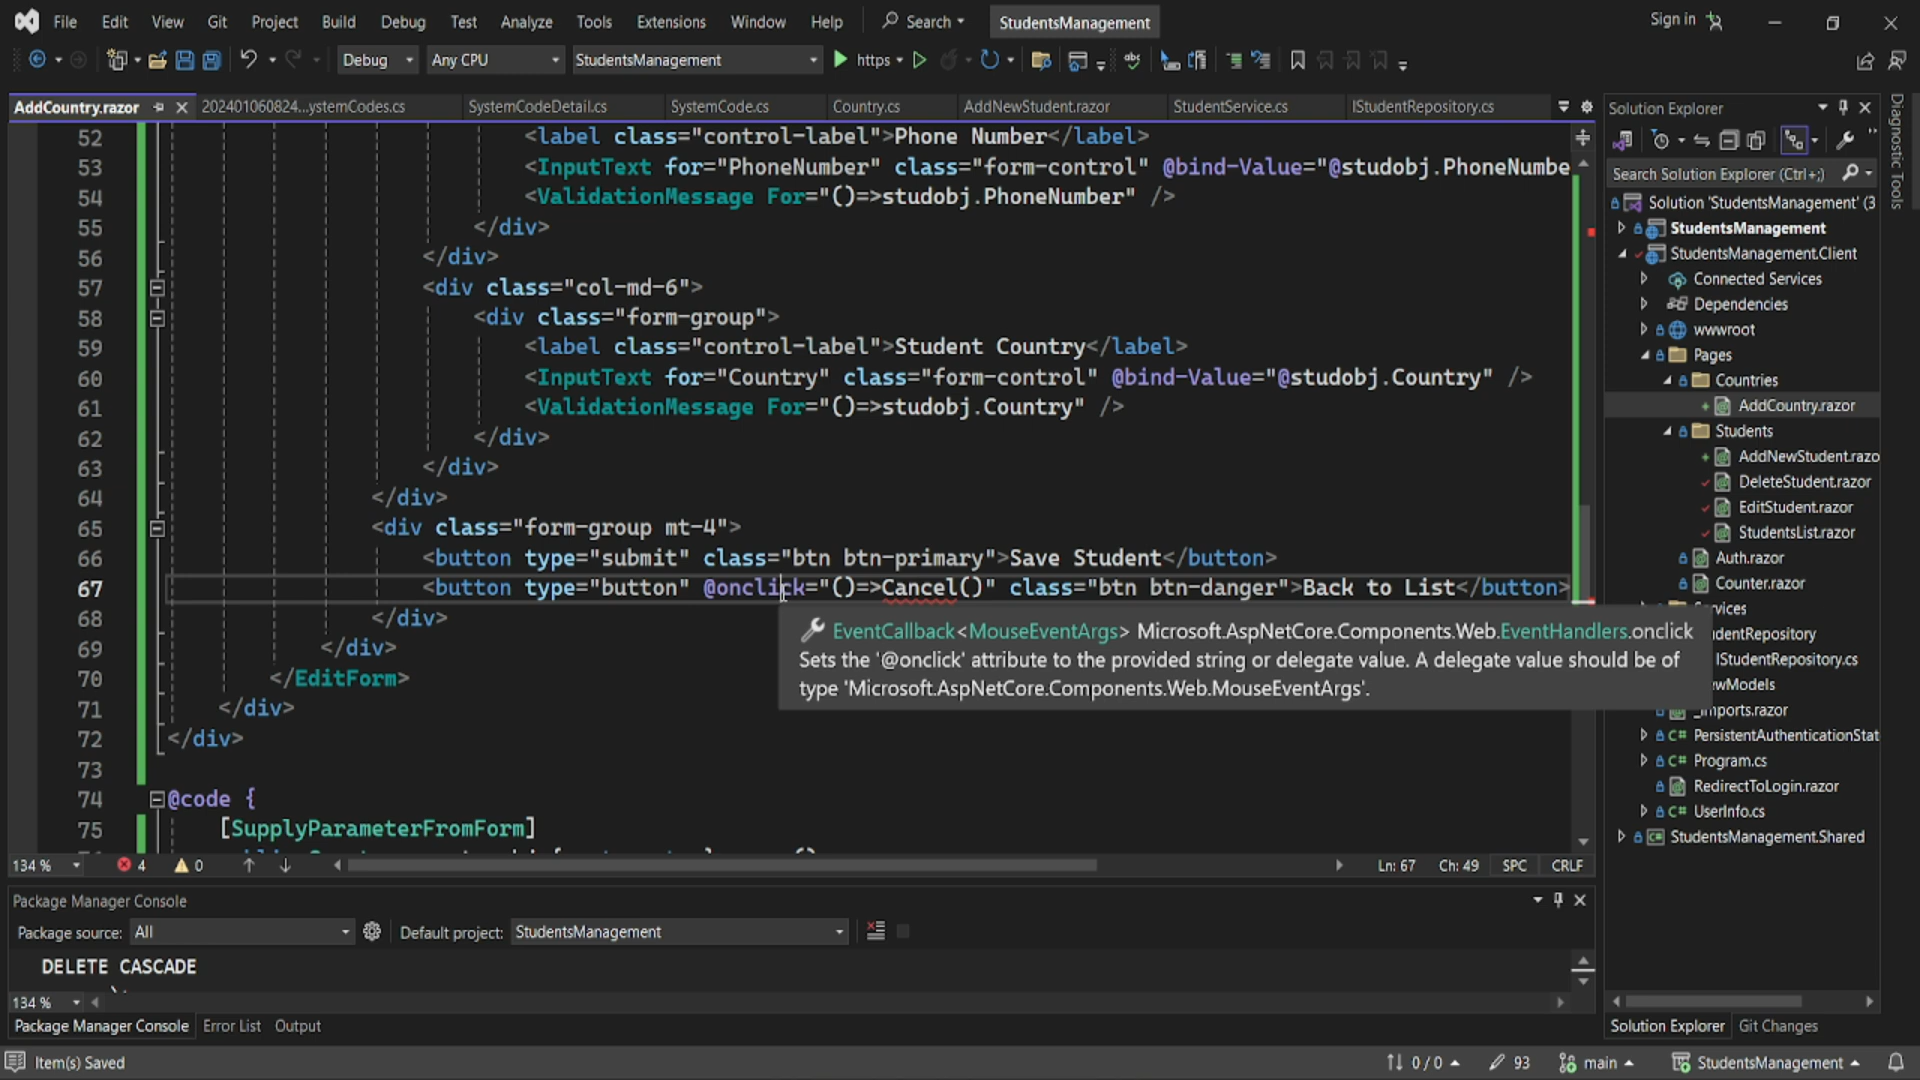 File Edit View Git Project Build Debug Test Analyze Tools Extensions Window Help Search StudentsManagement Sign in
Debug Any CPU StudentsManagement https
AddCountry.razor 202401060824...ystemCodes.cs SystemCodeDetail.cs SystemCode.cs Country.cs AddNewStudent.razor StudentService.cs IStudentRepository.cs
52 <label class="control-label">Phone Number</label>
53 <InputText for="PhoneNumber" class="form-control" @bind-Value="@studobj.PhoneNumbe
54 <ValidationMessage For="()=>studobj.PhoneNumber" />
55 </div>
56 </div>
57 <div class="col-md-6">
58 <div class="form-group">
59 <label class="control-label">Student Country</label>
60 <InputText for="Country" class="form-control" @bind-Value="@studobj.Country" />
61 <ValidationMessage For="()=>studobj.Country" />
62 </div>
63 </div>
64 </div>
65 <div class="form-group mt-4">
66 <button type="submit" class="btn btn-primary">Save Student</button>
67 <button type="button" @onclick="()=>Cancel()" class="btn btn-danger">Back to List</button>
68 </div>
69 </div>
70 </EditForm>
71 </div>
72 </div>
73
74 @code {
75 [SupplyParameterFromForm]
EventCallback<MouseEventArgs> Microsoft.AspNetCore.Components.Web.EventHandlers.onclick
Sets the '@onclick' attribute to the provided string or delegate value. A delegate value should be of
type 'Microsoft.AspNetCore.Components.Web.MouseEventArgs'.
134 % 4 0 Ln: 67 Ch: 49 SPC CRLF
Package Manager Console
Package source: All Default project: StudentsManagement
DELETE CASCADE
134 %
Package Manager Console Error List Output
Item(s) Saved 0 / 0 93 main StudentsManagement
Solution Explorer
Search Solution Explorer (Ctrl+;)
Solution 'StudentsManagement' (3
StudentsManagement
StudentsManagement.Client
Connected Services
Dependencies
wwwroot
Pages
Countries
AddCountry.razor
Students
AddNewStudent.razo
DeleteStudent.razor
EditStudent.razor
StudentsList.razor
Auth.razor
Counter.razor
ervices
udentRepository
IStudentRepository.cs
ewModels
_Imports.razor
PersistentAuthenticationStat
Program.cs
RedirectToLogin.razor
UserInfo.cs
StudentsManagement.Shared
Solution Explorer Git Changes
Diagnostic Tools